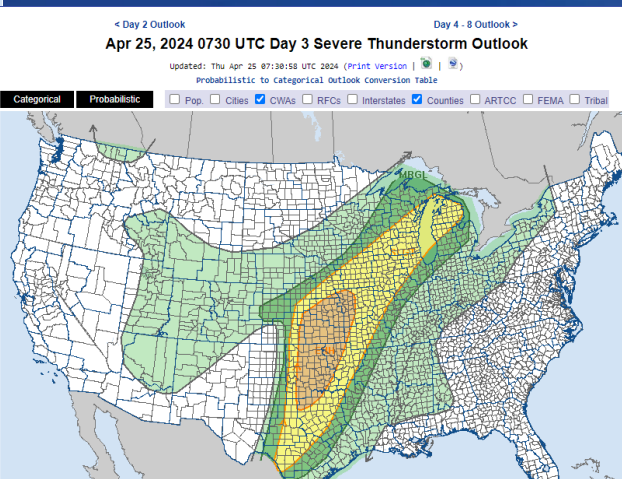 < Day 2 Outlook Day 4 - 8 Outlook >
Apr 25, 2024 0730 UTC Day 3 Severe Thunderstorm Outlook
Updated: Thu Apr 25 07:30:58 UTC 2024 (Print Version | | )
Probabilistic to Categorical Outlook Conversion Table
Categorical Probabilistic Pop. Cities CWAs RFCs Interstates Counties ARTCC FEMA Tribal
MRGL